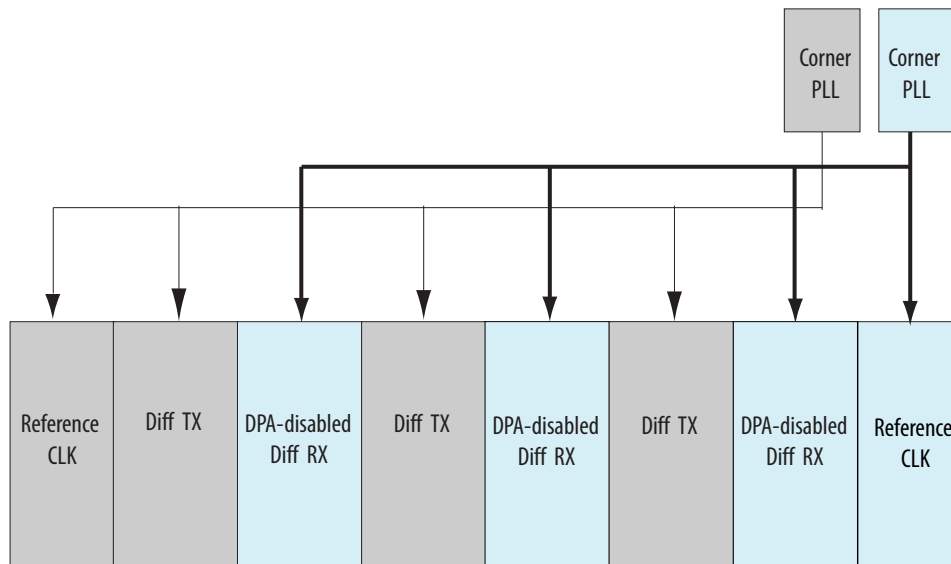 Corner
PLL
Corner
PLL
Reference
CLK
Diff TX
DPA-disabled
Diff RX
Diff TX
DPA-disabled
Diff RX
Diff TX
DPA-disabled
Diff RX
Reference
CLK